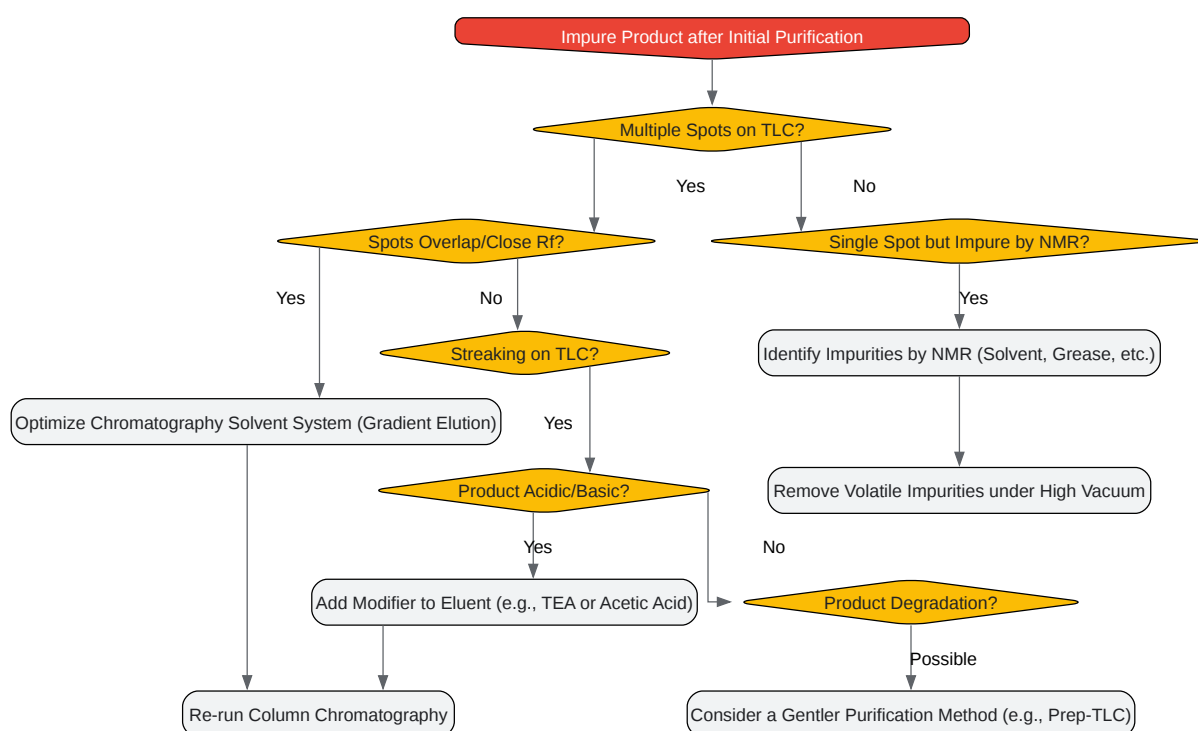 Impure Product after Initial Purification
Multiple Spots on TLC?
Yes
No
Spots Overlap/Close Rf?
Single Spot but Impure by NMR?
Yes
No
Yes
Streaking on TLC?
Identify Impurities by NMR (Solvent, Grease, etc.)
Optimize Chromatography Solvent System (Gradient Elution)
Yes
Product Acidic/Basic?
Remove Volatile Impurities under High Vacuum
Yes
No
Add Modifier to Eluent (e.g., TEA or Acetic Acid)
Product Degradation?
Possible
Re-run Column Chromatography
Consider a Gentler Purification Method (e.g., Prep-TLC)